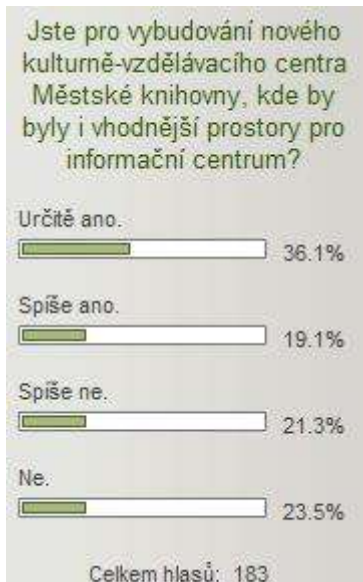 Jste pro vybudování nového
kulturně-vzdělávacího centra
Městské knihovny, kde by
byly i vhodnější prostory pro
informační centrum?
Určitě ano.
36.1%
Spíše ano.
19.1%
Spíše ne.
21.3%
Ne.
23.5%
Celkem hlasů: 183